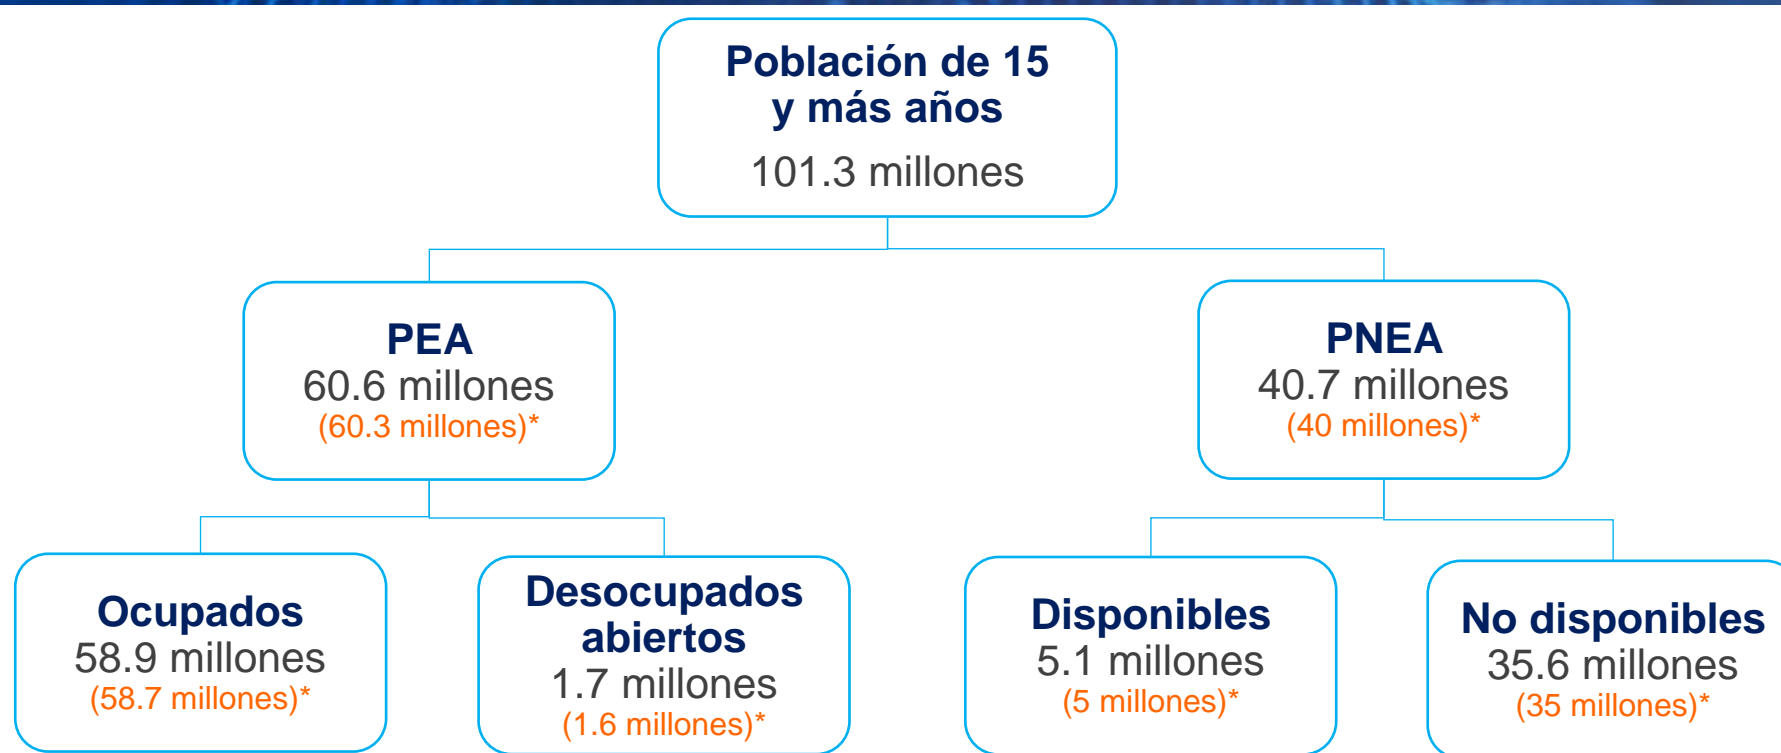 Población de 15
y más años
101.3 millones
PEA
60.6 millones
(60.3 millones)*
PNEA
40.7 millones
(40 millones)*
Ocupados
58.9 millones
(58.7 millones)*
Desocupados
abiertos
1.7 millones
(1.6 millones)*
Disponibles
5.1 millones
(5 millones)*
No disponibles
35.6 millones
(35 millones)*